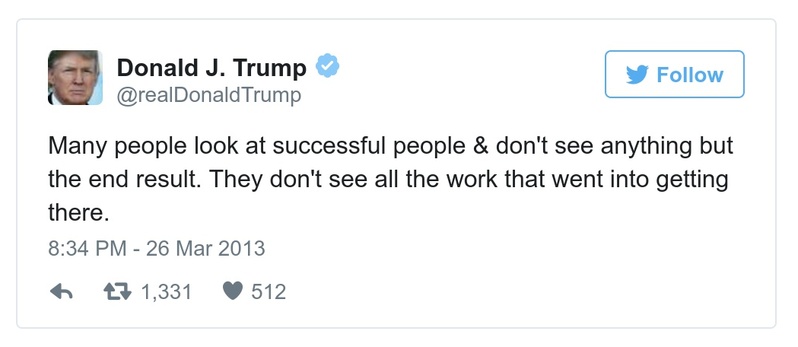 Donald J. Trump
@realDonaldTrump
Follow
Many people look at successful people & don't see anything but
the end result. They don't see all the work that went into getting
there.
8:34 PM - 26 Mar 2013
1,331 512